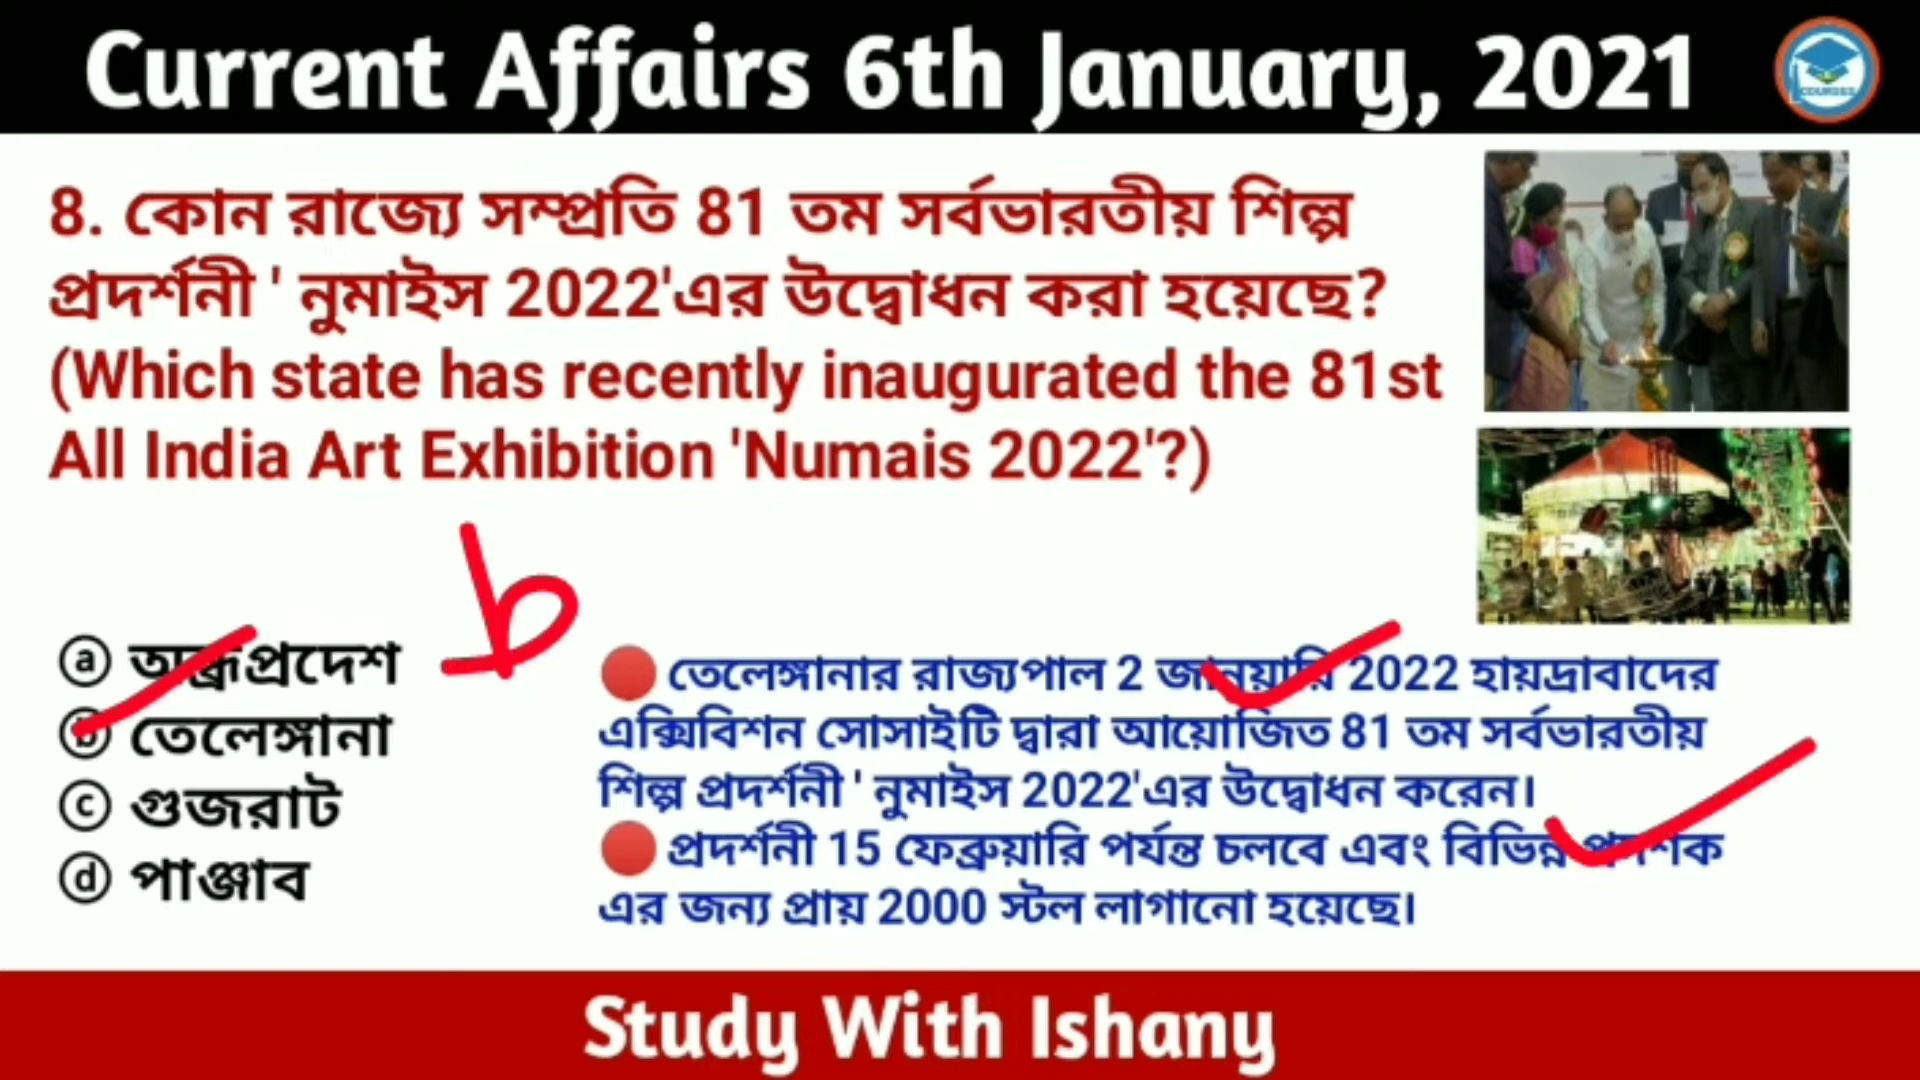 Current Affairs 6th January, 2021
COURSES
8. কোন রাজ্যে সম্প্রতি 81 তম সর্বভারতীয় শিল্প
প্রদর্শনী ' নুমাইস 2022'এর উদ্বোধন করা হয়েছে?
(Which state has recently inaugurated the 81st
All India Art Exhibition 'Numais 2022'?)
b
ⓐ অন্ধ্রপ্রদেশ
ⓑ তেলেঙ্গানা
ⓒ গুজরাট
ⓓ পাঞ্জাব
তেলেঙ্গানার রাজ্যপাল 2 জানুয়ারি 2022 হায়দ্রাবাদের
এক্সিবিশন সোসাইটি দ্বারা আয়োজিত 81 তম সর্বভারতীয়
শিল্প প্রদর্শনী ' নুমাইস 2022'এর উদ্বোধন করেন।
প্রদর্শনী 15 ফেব্রুয়ারি পর্যন্ত চলবে এবং বিভিন্ন প্রদর্শক
এর জন্য প্রায় 2000 স্টল লাগানো হয়েছে।
Study With Ishany